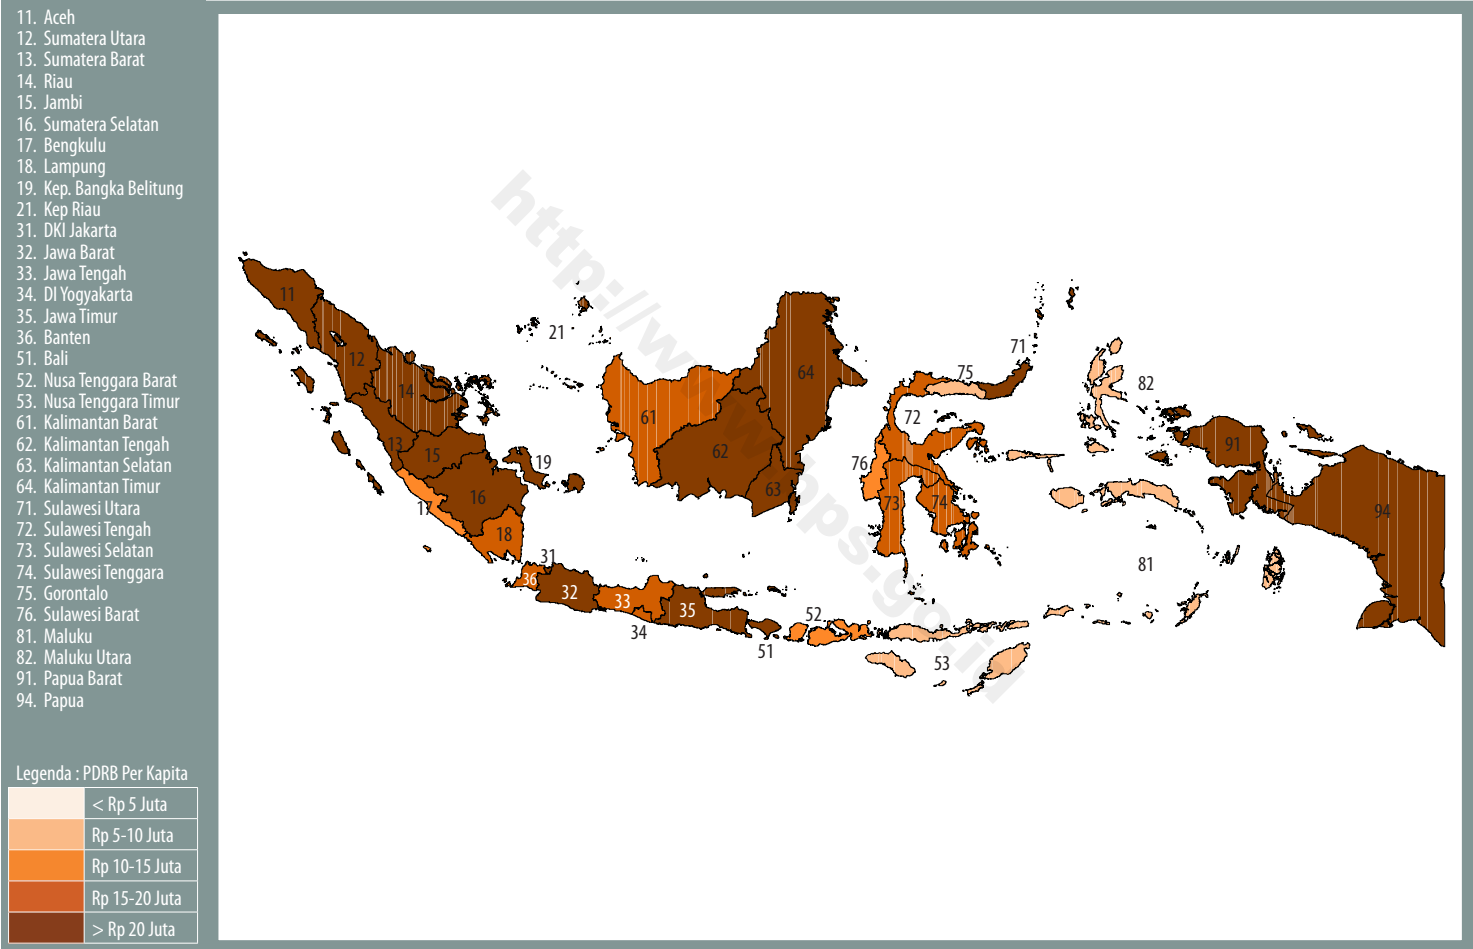 11. Aceh
12. Sumatera Utara
13. Sumatera Barat
14. Riau
15. Jambi
16. Sumatera Selatan
17. Bengkulu
18. Lampung
19. Kep. Bangka Belitung
21. Kep Riau
31. DKI Jakarta
32. Jawa Barat
33. Jawa Tengah
34. DI Yogyakarta
35. Jawa Timur
36. Banten
51. Bali
52. Nusa Tenggara Barat
53. Nusa Tenggara Timur
61. Kalimantan Barat
62. Kalimantan Tengah
63. Kalimantan Selatan
64. Kalimantan Timur
71. Sulawesi Utara
72. Sulawesi Tengah
73. Sulawesi Selatan
74. Sulawesi Tenggara
75. Gorontalo
76. Sulawesi Barat
81. Maluku
82. Maluku Utara
91. Papua Barat
94. Papua
Legenda : PDRB Per Kapita
< Rp 5 Juta
Rp 5-10 Juta
Rp 10-15 Juta
Rp 15-20 Juta
> Rp 20 Juta
http://www.bps.go.id
11
21
71
12
75
64
82
14
61
72
13
15
19
62
76
91
16
63
73
74
17
94
18
31
36
81
32
33
35
52
34
51
53